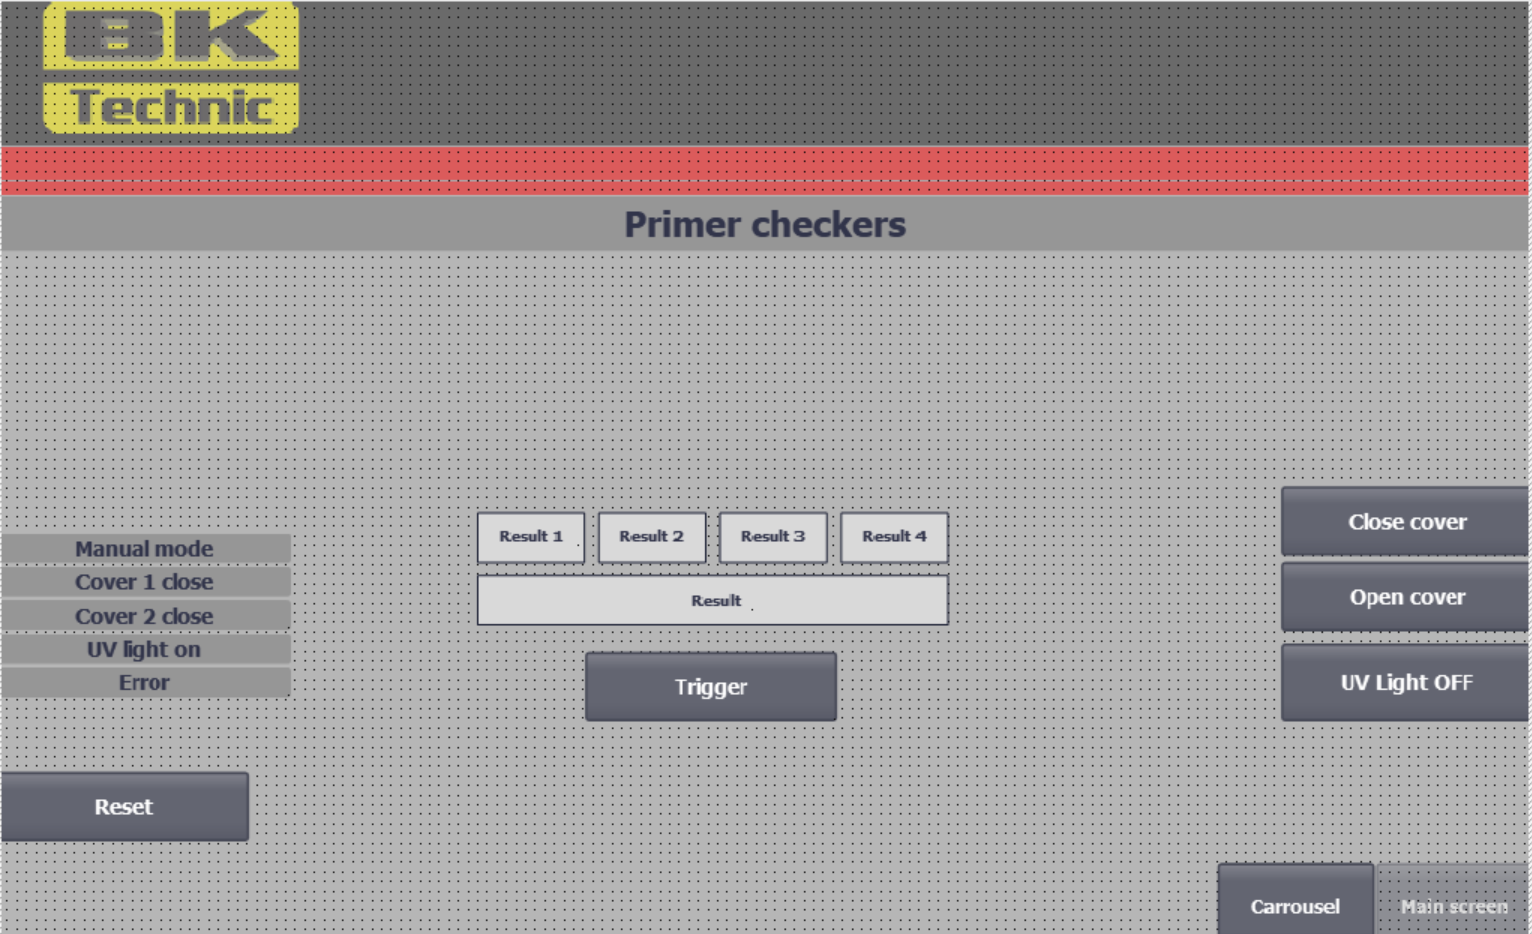 BK
Technic
Primer checkers
Result 1
Result 2
Result 3
Result 4
Result
Trigger
Manual mode
Cover 1 close
Cover 2 close
UV light on
Error
Reset
Close cover
Open cover
UV Light OFF
Carrousel
Main screen